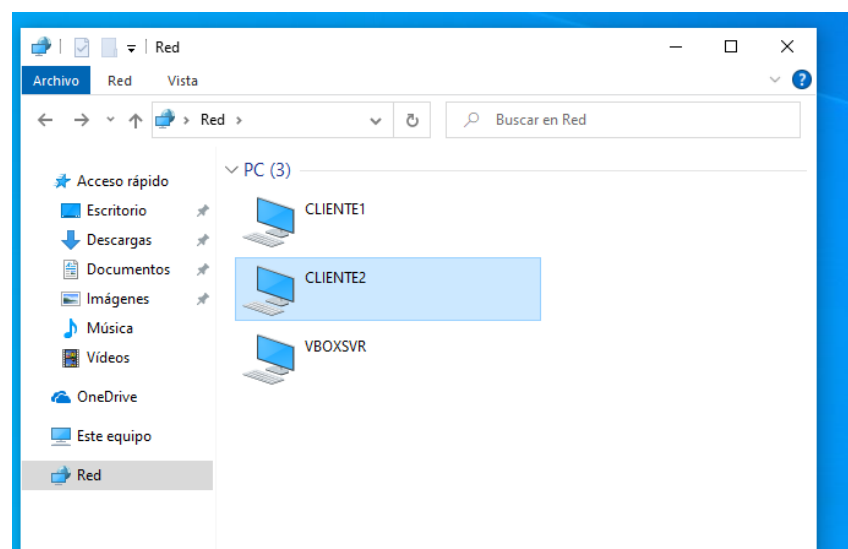 Red
Archivo Red Vista
Red
Buscar en Red
Acceso rápido
Escritorio
Descargas
Documentos
Imágenes
Música
Vídeos
OneDrive
Este equipo
Red
PC (3)
CLIENTE1
CLIENTE2
VBOXSVR